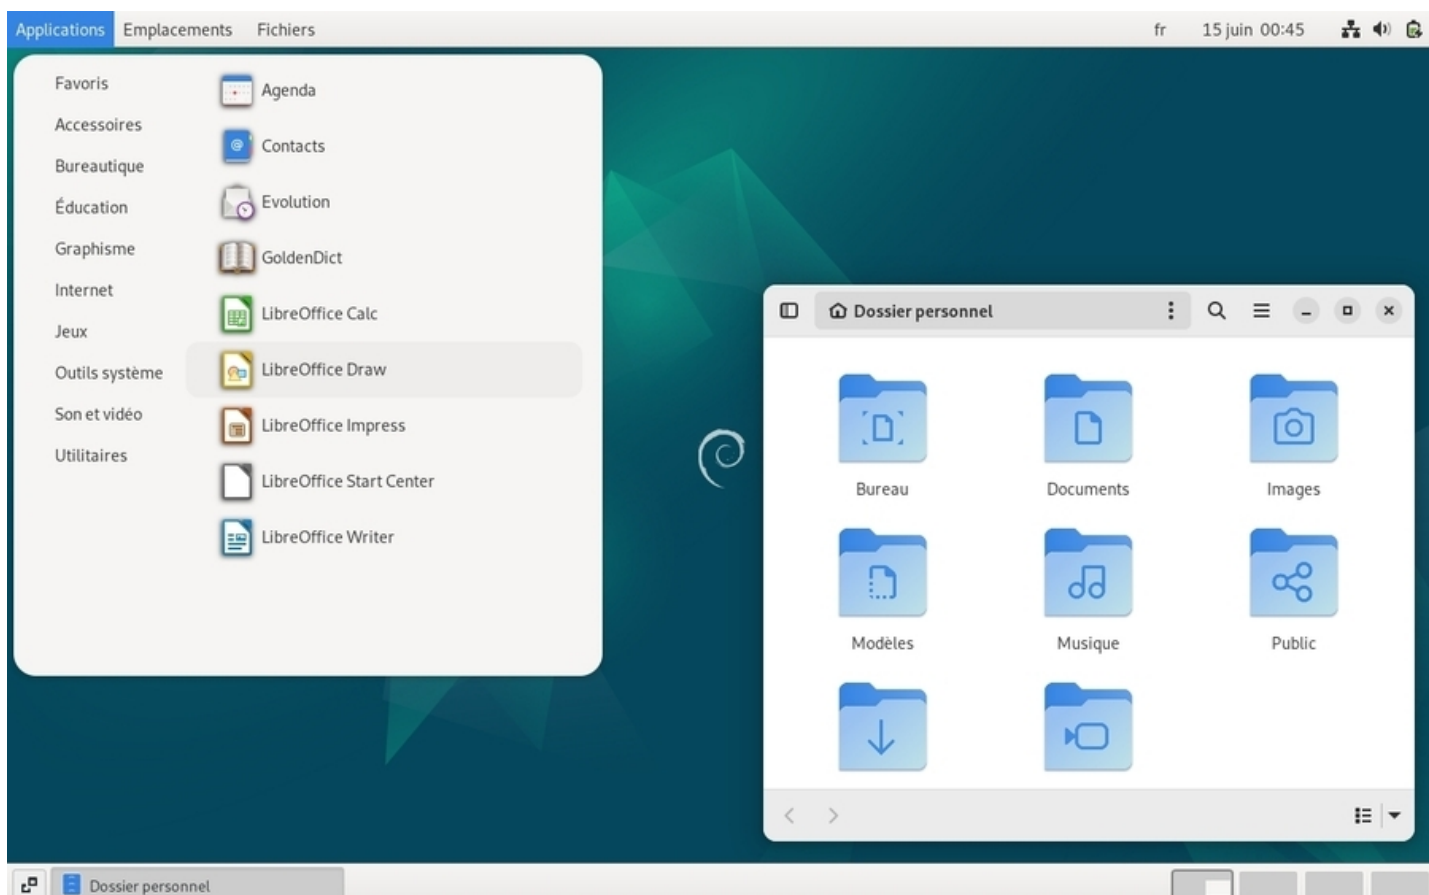 Applications Emplacements Fichiers fr 15 juin 00:45
Favoris
Accessoires
Bureautique
Éducation
Graphisme
Internet
Jeux
Outils système
Son et vidéo
Utilitaires
Agenda
Contacts
Evolution
GoldenDict
LibreOffice Calc
LibreOffice Draw
LibreOffice Impress
LibreOffice Start Center
LibreOffice Writer
Dossier personnel
Bureau Documents Images
Modèles Musique Public
Dossier personnel